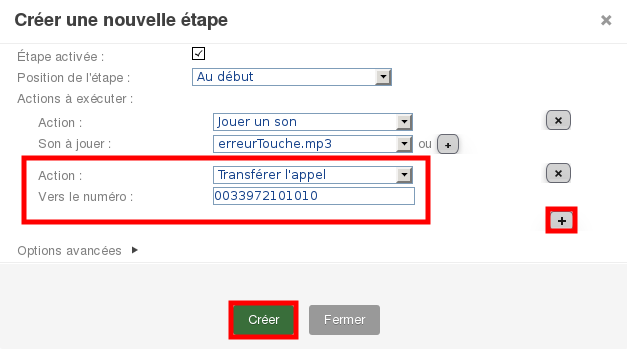 Créer une nouvelle étape ×
Étape activée :
Position de l'étape : Au début
Actions à exécuter :
Action : Jouer un son ×
Son à jouer : erreurTouche.mp3 ou +
Action : Transférer l'appel ×
Vers le numéro : 0033972101010
+
Options avancées
Créer Fermer